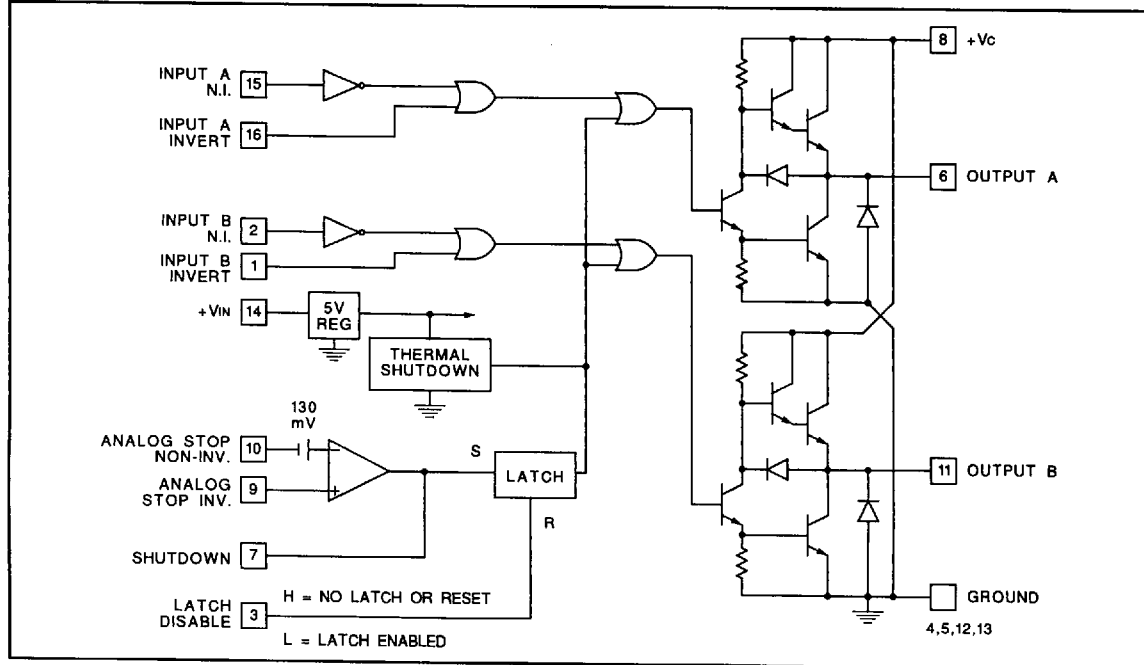 INPUT A
N.I.
15
INPUT A
INVERT
16
INPUT B
N.I.
2
INPUT B
INVERT
1
+VIN
14
5V
REG
THERMAL
SHUTDOWN
130
mV
ANALOG STOP
NON-INV.
10
ANALOG
STOP INV.
9
-
+
S
LATCH
R
SHUTDOWN
7
LATCH
DISABLE
3
H = NO LATCH OR RESET
L = LATCH ENABLED
8
+VC
6
OUTPUT A
11
OUTPUT B
GROUND
4,5,12,13